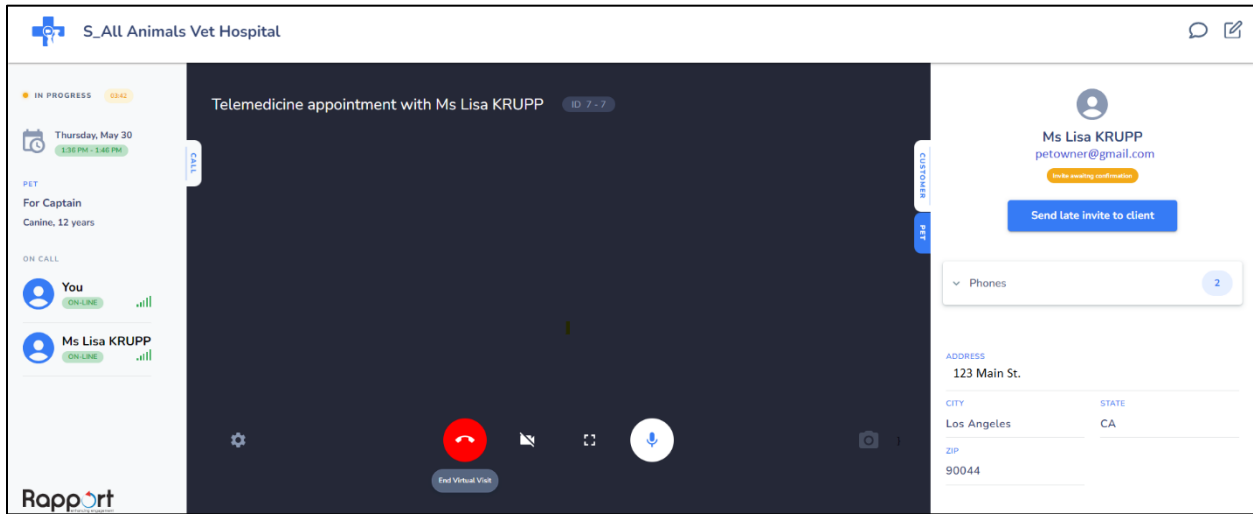 S_All Animals Vet Hospital
IN PROGRESS 03:42
Thursday, May 30
1:36 PM - 1:46 PM
PET
For Captain
Canine, 12 years
ON CALL
You
ON-LINE
Ms Lisa KRUPP
ON-LINE
Rapport
enhancing engagement
CALL
Telemedicine appointment with Ms Lisa KRUPP ID 7 - 7
End Virtual Visit
CUSTOMER
PET
Ms Lisa KRUPP
petowner@gmail.com
Invite awaiting confirmation
Send late invite to client
Phones 2
ADDRESS
123 Main St.
CITY STATE
Los Angeles CA
ZIP
90044